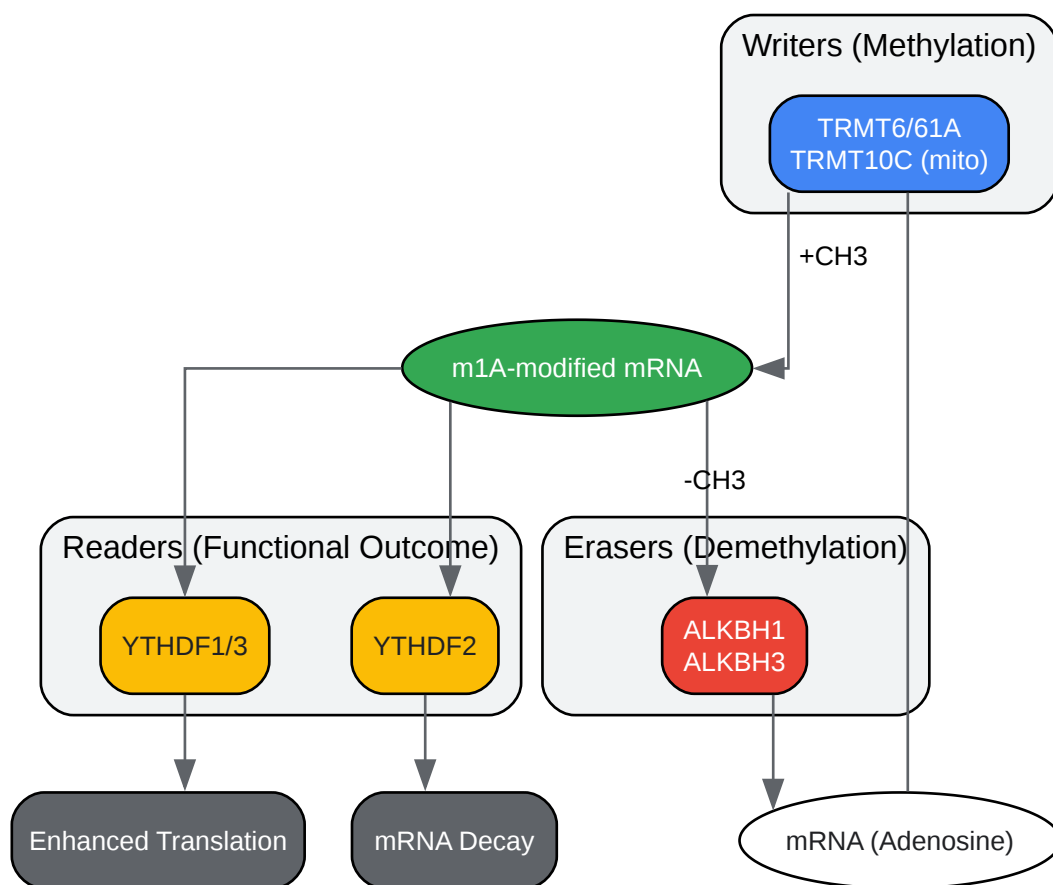 Writers (Methylation)
TRMT6/61A
TRMT10C (mito)
+CH3
m1A-modified mRNA
-CH3
Readers (Functional Outcome)
Erasers (Demethylation)
YTHDF1/3
YTHDF2
ALKBH1
ALKBH3
Enhanced Translation
mRNA Decay
mRNA (Adenosine)